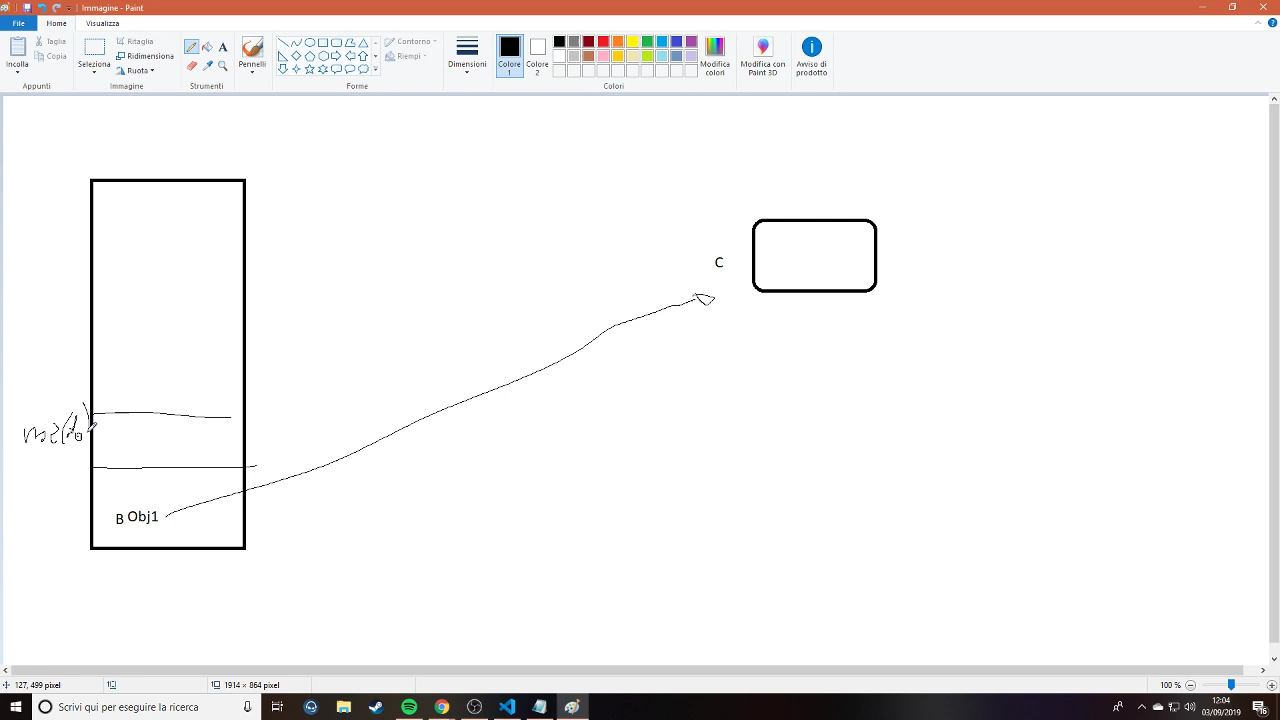 Immagine - Paint
File Home Visualizza
Incolla
Taglia
Copia
Appunti
Seleziona
Ritaglia
Ridimensiona
Ruota
Immagine
A
Strumenti
Pennelli
Forme
Contorno
Riempi
Dimensioni
Colore 1
Colore 2
Modifica colori
Colori
Modifica con Paint 3D
Avviso di prodotto
C
B Obj1
127, 499 pixel
1914 × 864 pixel
100 %
Scrivi qui per eseguire la ricerca
12:04
03/09/2019